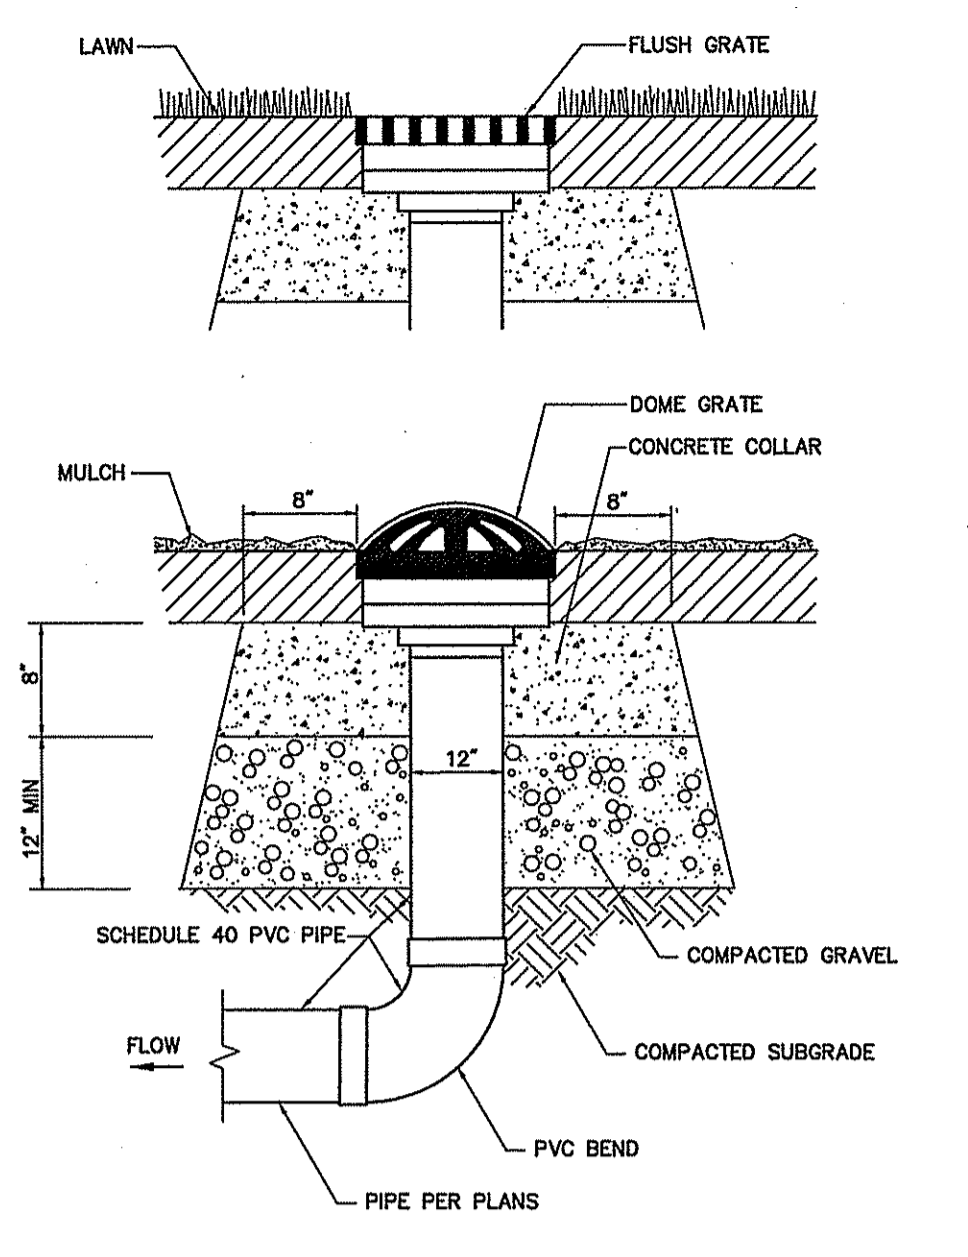 LAWN
FLUSH GRATE
DOME GRATE
CONCRETE COLLAR
MULCH
8"
8"
8"
12"
12" MIN
SCHEDULE 40 PVC PIPE
COMPACTED GRAVEL
FLOW
COMPACTED SUBGRADE
PVC BEND
PIPE PER PLANS